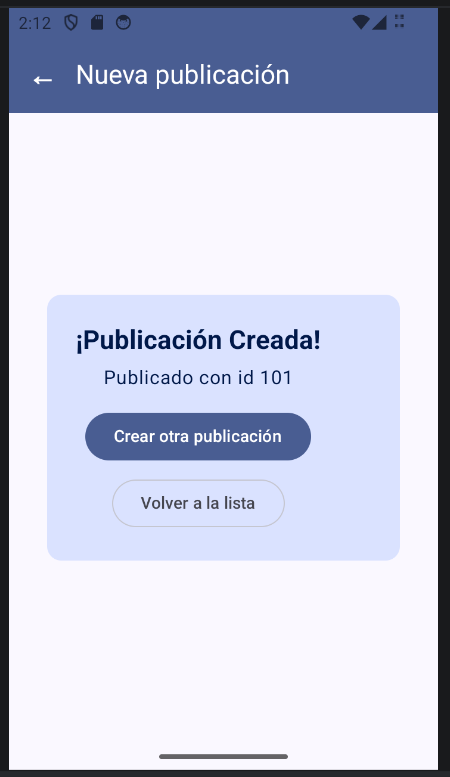 2:12
← Nueva publicación
¡Publicación Creada!
Publicado con id 101
Crear otra publicación
Volver a la lista